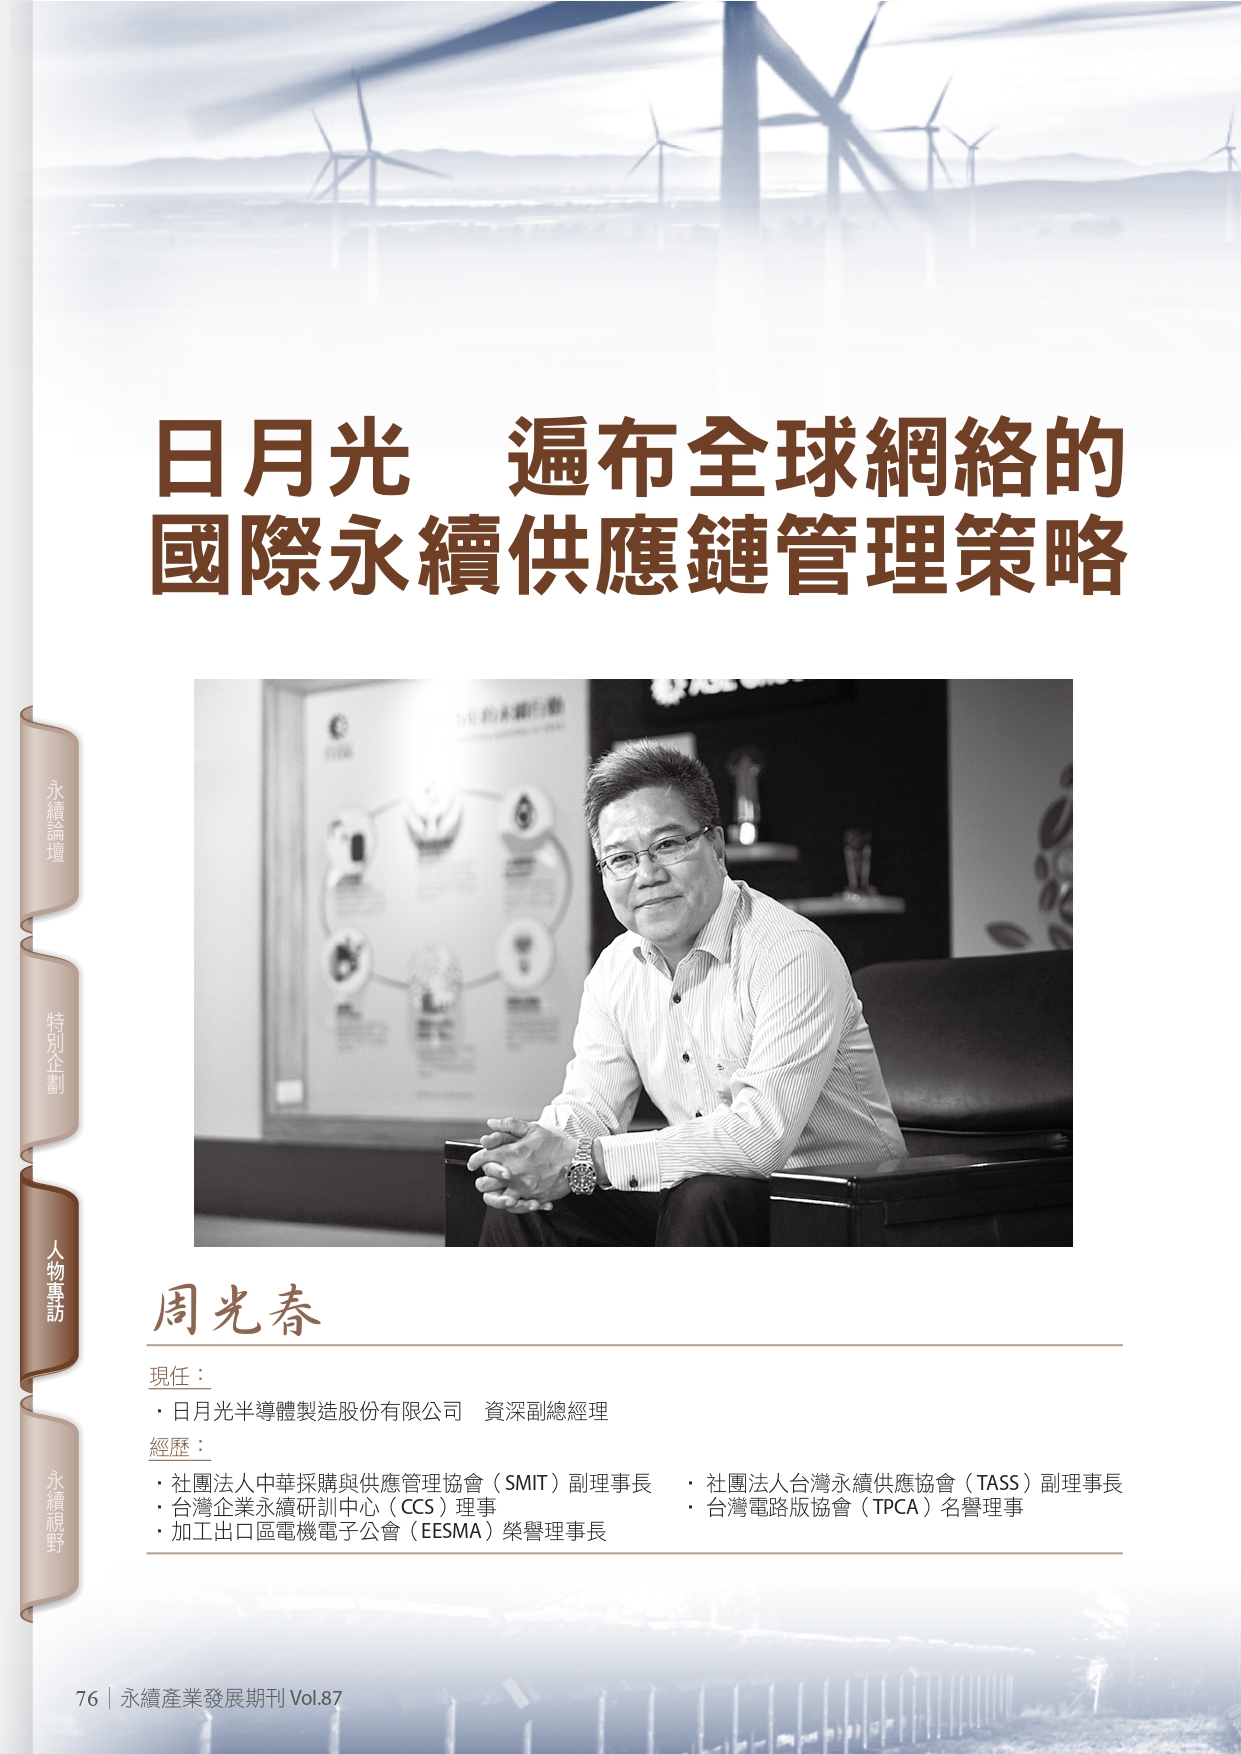 日月光　遍布全球網絡的
國際永續供應鏈管理策略
永續論壇
特別企劃
人物專訪
永續視野
周光春
現任：
・日月光半導體製造股份有限公司　資深副總經理
經歷：
・社團法人中華採購與供應管理協會（SMIT）副理事長
・台灣企業永續研訓中心（CCS）理事
・加工出口區電機電子公會（EESMA）榮譽理事長
・社團法人台灣永續供應協會（TASS）副理事長
・台灣電路版協會（TPCA）名譽理事
76｜永續產業發展期刊 Vol.87